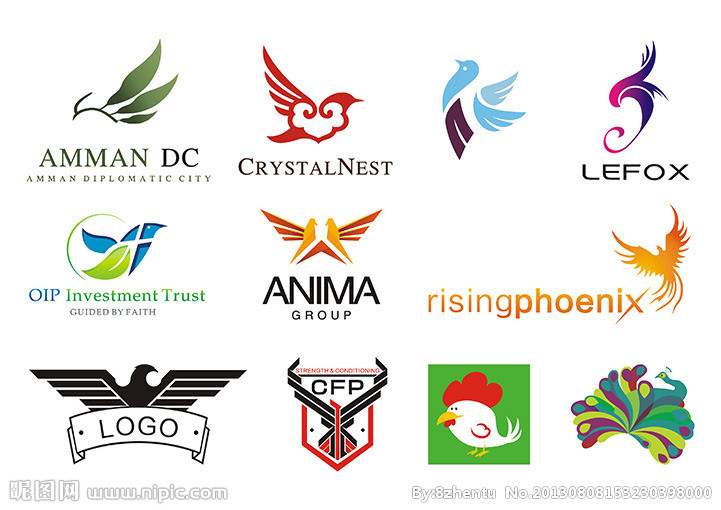 AMMAN DC
AMMAN DIPLOMATIC CITY
CRYSTALNEST
LEFOX
OIP Investment Trust
GUIDED BY FAITH
ANIMA
GROUP
risingphoenix
LOGO
STRENGTH & CONDITIONING
CFP
昵图网 www.nipic.com
By:8zhentu No.20130808153230398000